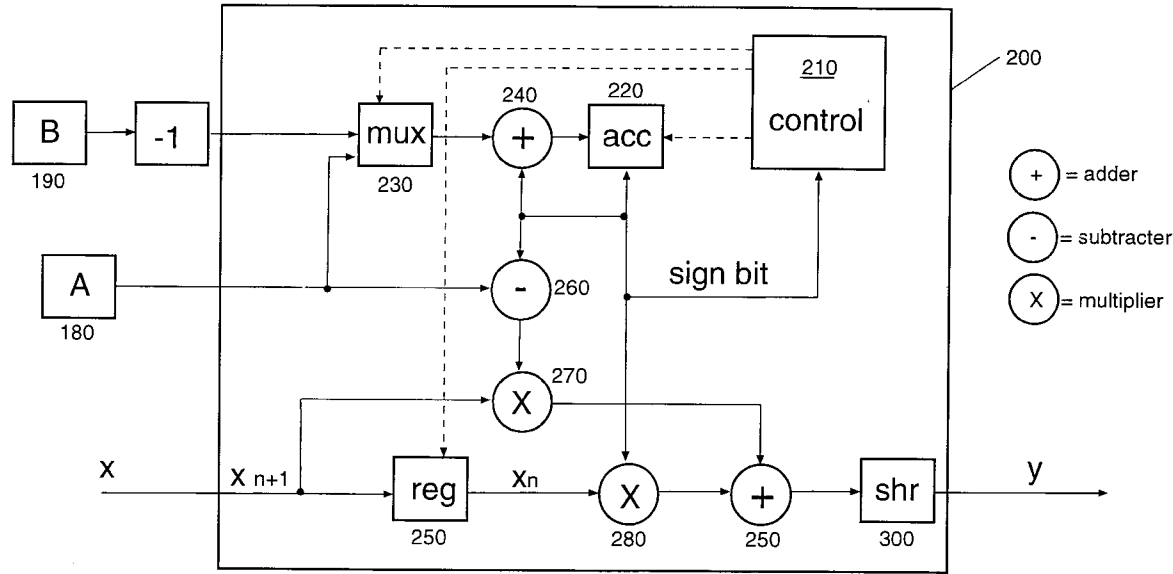 200
210
control
240
220
B
-1
mux
+
acc
190
230
+ = adder
- = subtracter
X = multiplier
A
180
-
260
sign bit
270
X
x
x n+1
reg
xn
X
+
shr
y
250
280
250
300